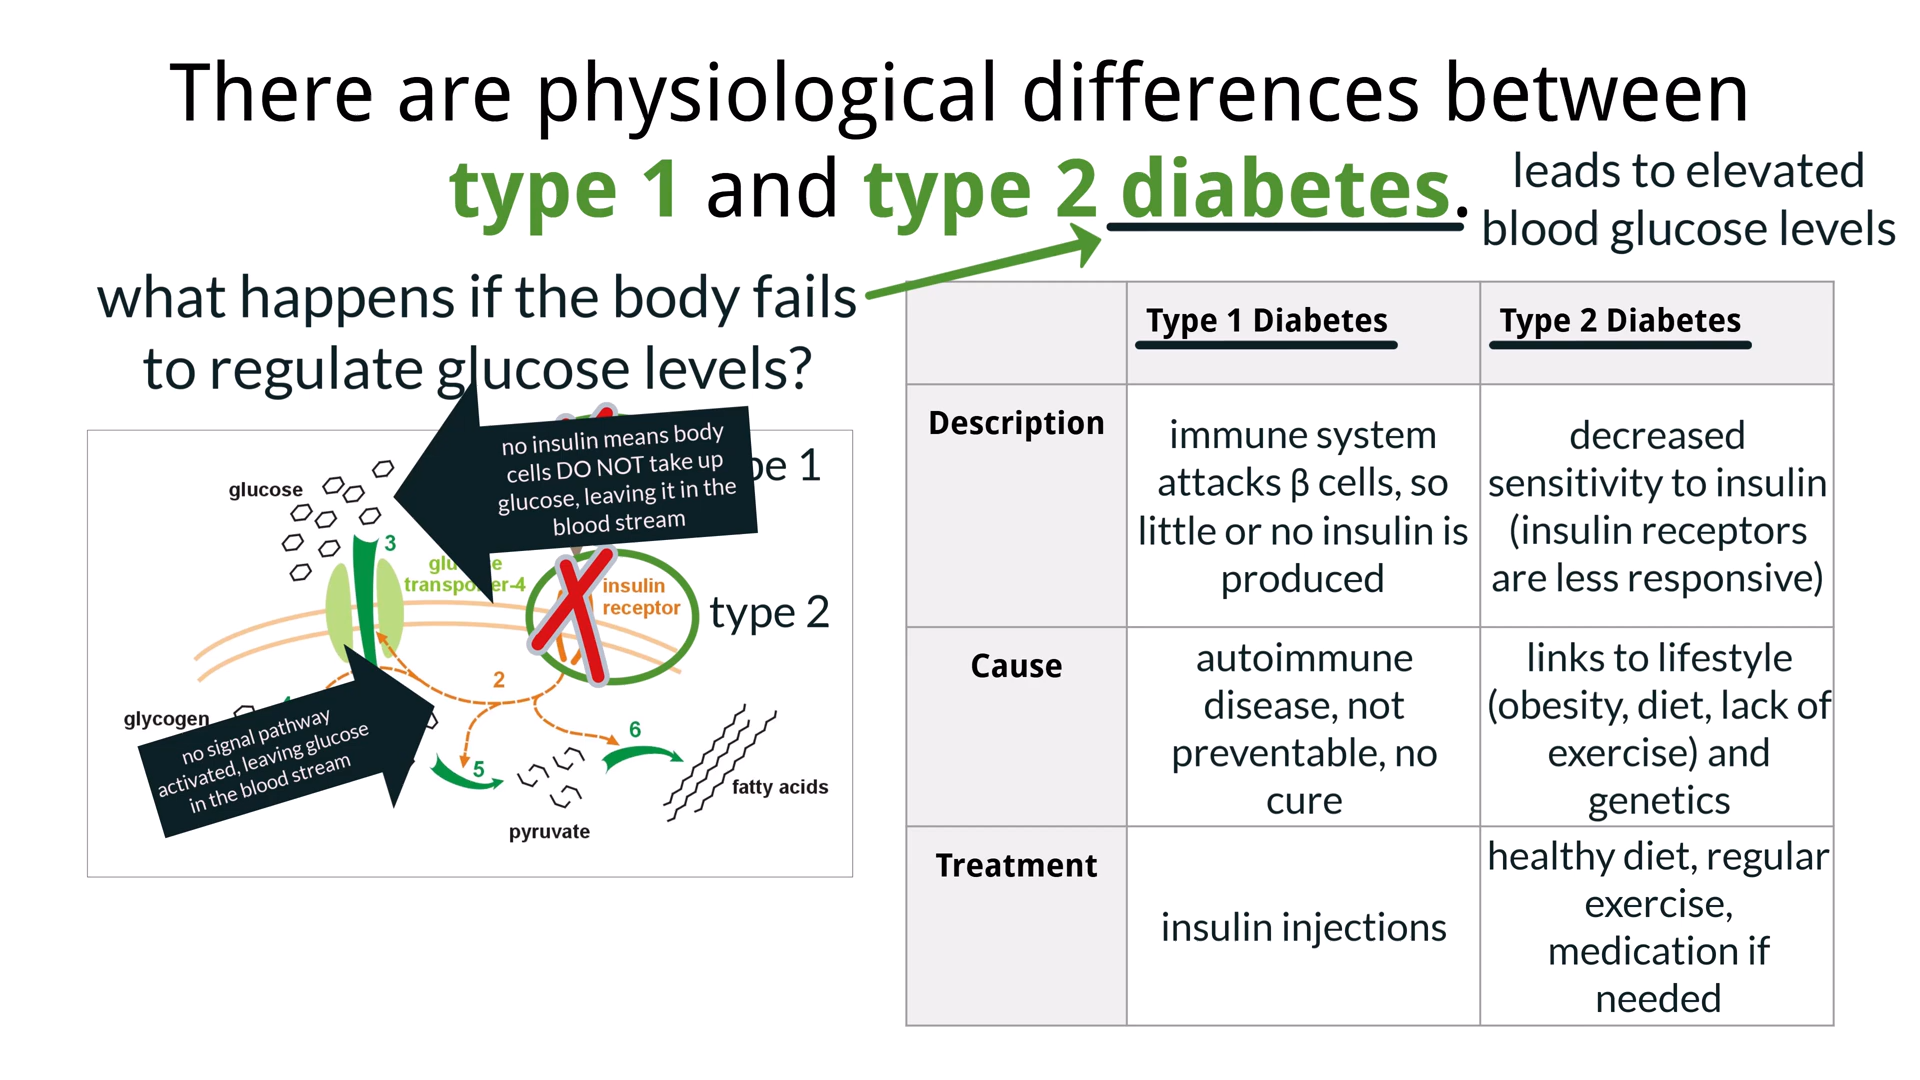 There are physiological differences between
type 1 and type 2 diabetes.
leads to elevated
blood glucose levels
what happens if the body fails
to regulate glucose levels?
no insulin means body
cells DO NOT take up
glucose, leaving it in the
blood stream
pe 1
glucose
3
glu e
transpo er-4
insulin
receptor
type 2
2
glycogen
no signal pathway
activated, leaving glucose
in the blood stream
5
6
pyruvate
fatty acids
Type 1 Diabetes
Type 2 Diabetes
Description
immune system
attacks β cells, so
little or no insulin is
produced
decreased
sensitivity to insulin
(insulin receptors
are less responsive)
Cause
autoimmune
disease, not
preventable, no
cure
links to lifestyle
(obesity, diet, lack of
exercise) and
genetics
Treatment
insulin injections
healthy diet, regular
exercise,
medication if
needed